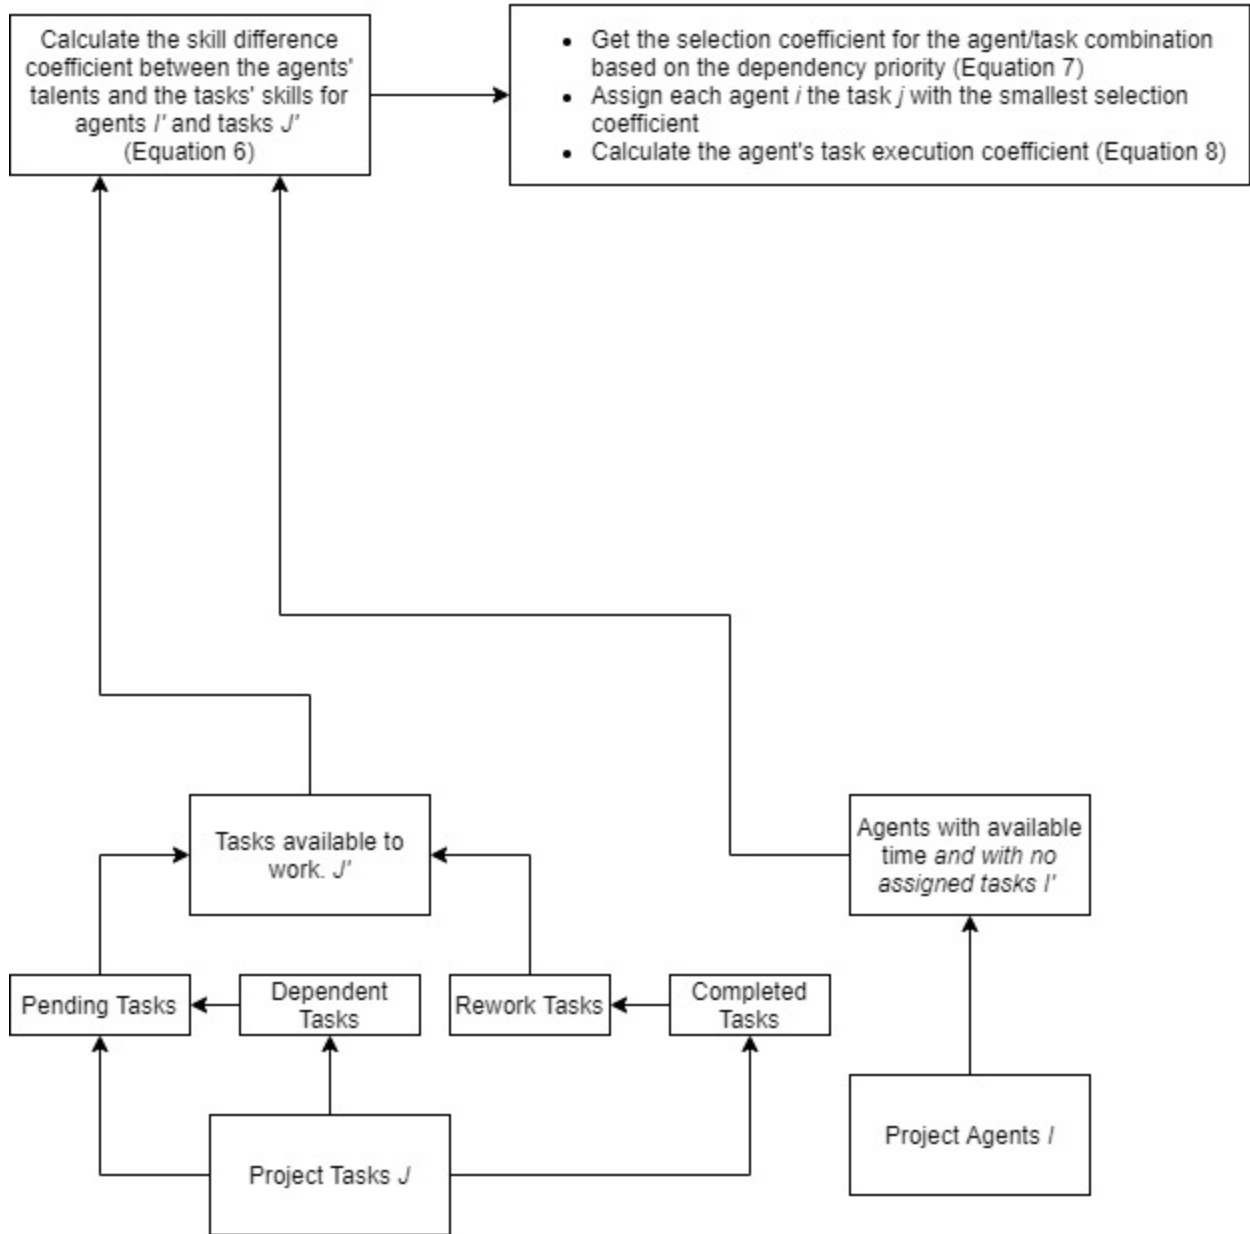 Calculate the skill difference
coefficient between the agents'
talents and the tasks' skills for
agents I' and tasks J'
(Equation 6)
• Get the selection coefficient for the agent/task combination
based on the dependency priority (Equation 7)
• Assign each agent i the task j with the smallest selection
coefficient
• Calculate the agent's task execution coefficient (Equation 8)
Tasks available to
work. J'
Agents with available
time and with no
assigned tasks I'
Pending Tasks
Dependent
Tasks
Rework Tasks
Completed
Tasks
Project Tasks J
Project Agents I